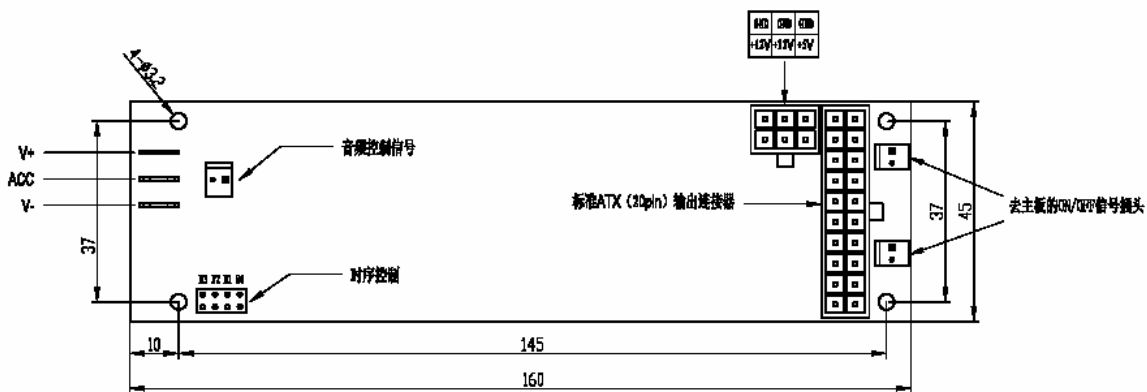 GND GND GND
+12V +12V +5V
4-Ø3.2
V+
ACC
V-
音频控制信号
标准ATX（20pin）输出连接器
去主板的ON/OFF信号插头
时序控制
37
37
45
10
145
160